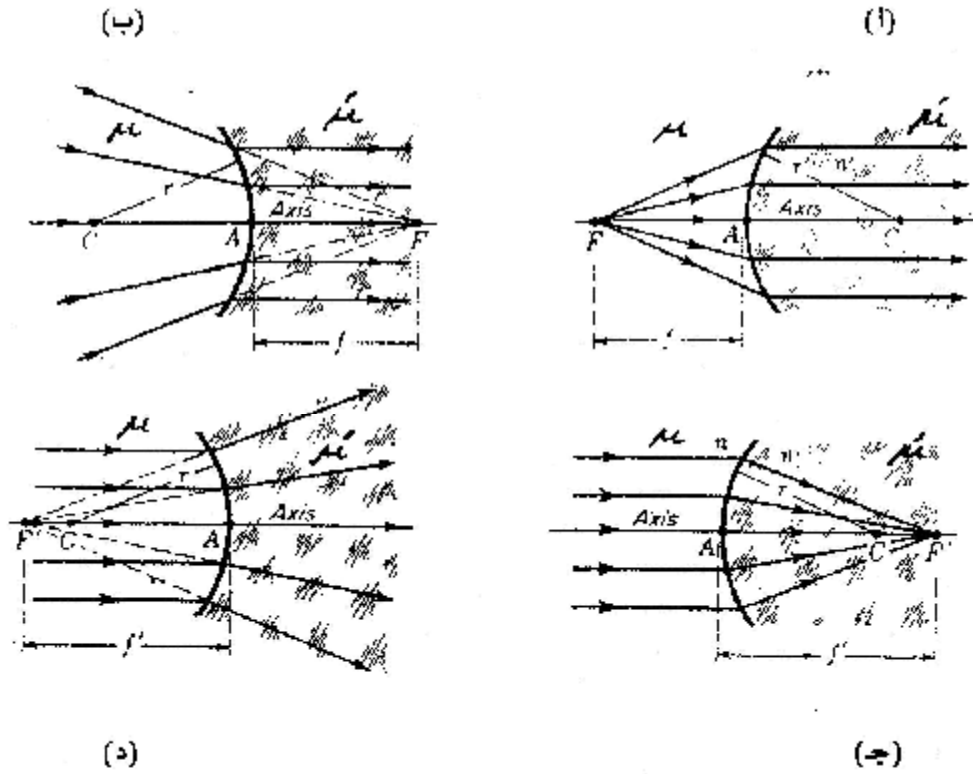 (أ)
(ب)
μ μ́
r n'
Axis
F A C
f
μ μ́
r
Axis
C A F
f
μ n n' μ́
r
Axis
A C F'
f'
μ μ́
r
Axis
F' C A
f'
(جـ)
(د)